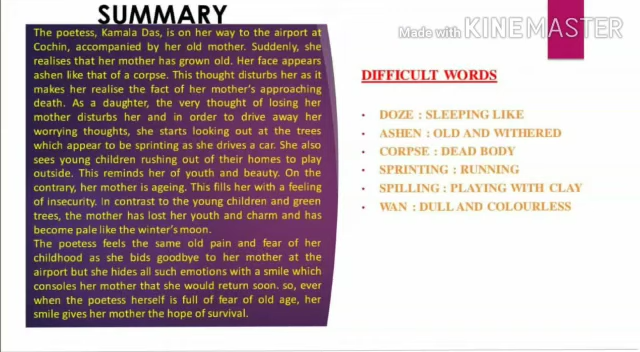 SUMMARY
The poetess, Kamala Das, is on her way to the airport at
Cochin, accompanied by her old mother. Suddenly, she
realises that her mother has grown old. Her face appears
ashen like that of a corpse. This thought disturbs her as it
makes her realise the fact of her mother's approaching
death. As a daughter, the very thought of losing her
mother disturbs her and in order to drive away her
worrying thoughts, she starts looking out at the trees
which appear to be sprinting as she drives a car. She also
sees young children rushing out of their homes to play
outside. This reminds her of youth and beauty. On the
contrary, her mother is ageing. This fills her with a feeling
of insecurity. In contrast to the young children and green
trees, the mother has lost her youth and charm and has
become pale like the winter's moon.
The poetess feels the same old pain and fear of her
childhood as she bids goodbye to her mother at the
airport but she hides all such emotions with a smile which
consoles her mother that she would return soon. so, ever
when the poetess herself is full of fear of old age, her
smile gives her mother the hope of survival.
Made with KINEMASTER
DIFFICULT WORDS
• DOZE : SLEEPING LIKE
• ASHEN : OLD AND WITHERED
• CORPSE : DEAD BODY
• SPRINTING : RUNNING
• SPILLING : PLAYING WITH CLAY
• WAN : DULL AND COLOURLESS